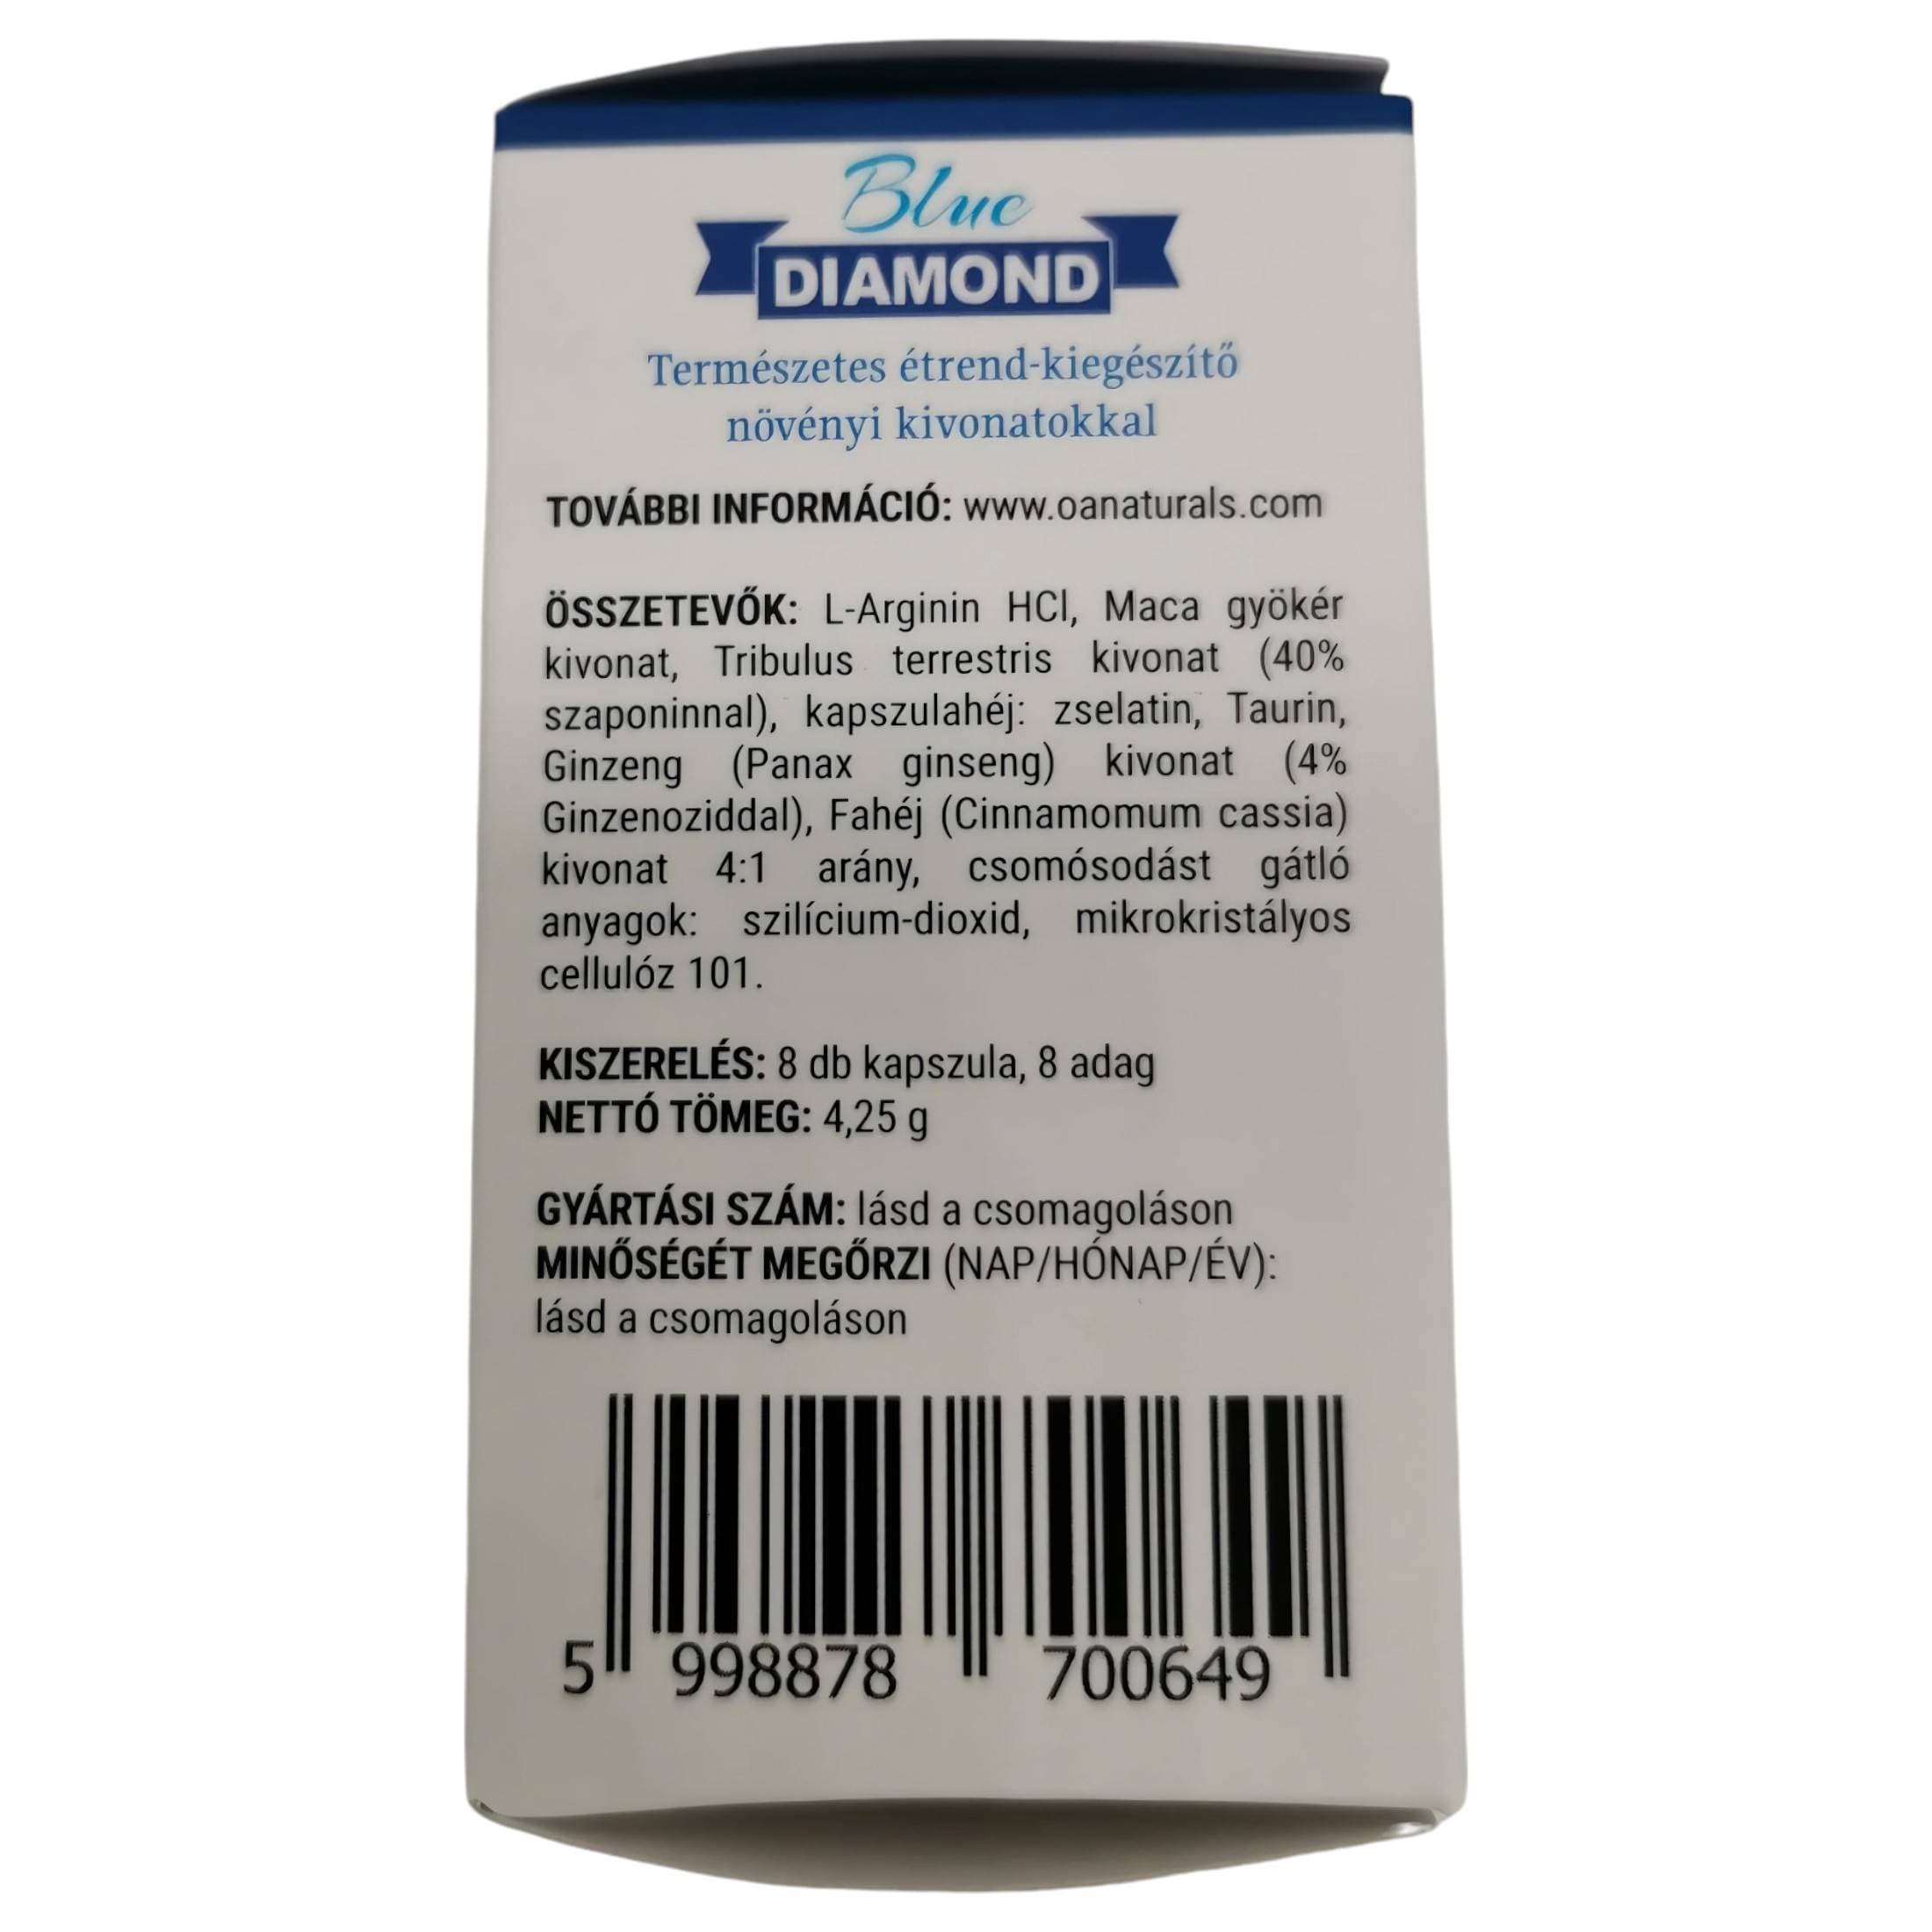 Blue
DIAMOND
Természetes étrend-kiegészítő
növényi kivonatokkal
TOVÁBBI INFORMÁCIÓ: www.oanaturals.com
ÖSSZETEVŐK: L-Arginin HCl, Maca gyökér
kivonat, Tribulus terrestris kivonat (40%
szaponinnal), kapszulahéj: zselatin, Taurin,
Ginzeng (Panax ginseng) kivonat (4%
Ginzenoziddal), Fahéj (Cinnamomum cassia)
kivonat 4:1 arány, csomósodást gátló
anyagok: szilícium-dioxid, mikrokristályos
cellulóz 101.
KISZERELÉS: 8 db kapszula, 8 adag
NETTÓ TÖMEG: 4,25 g
GYÁRTÁSI SZÁM: lásd a csomagoláson
MINŐSÉGÉT MEGŐRZI (NAP/HÓNAP/ÉV):
lásd a csomagoláson
5 998878 700649